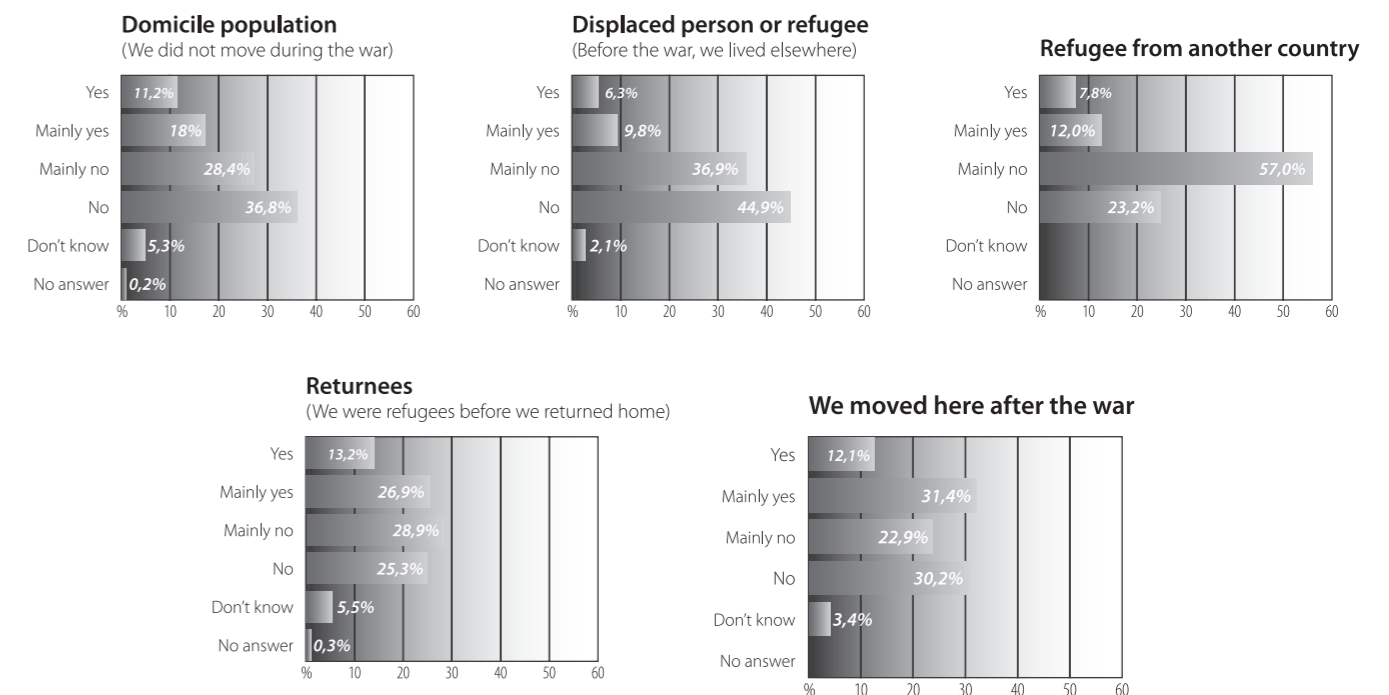 Domicile population
(We did not move during the war)
Yes 11,2%
Mainly yes 18%
Mainly no 28,4%
No 36,8%
Don't know 5,3%
No answer 0,2%
% 10 20 30 40 50 60
Displaced person or refugee
(Before the war, we lived elsewhere)
Yes 6,3%
Mainly yes 9,8%
Mainly no 36,9%
No 44,9%
Don't know 2,1%
No answer
% 10 20 30 40 50 60
Refugee from another country
Yes 7,8%
Mainly yes 12,0%
Mainly no 57,0%
No 23,2%
Don't know
No answer
% 10 20 30 40 50 60
Returnees
(We were refugees before we returned home)
Yes 13,2%
Mainly yes 26,9%
Mainly no 28,9%
No 25,3%
Don't know 5,5%
No answer 0,3%
% 10 20 30 40 50 60
We moved here after the war
Yes 12,1%
Mainly yes 31,4%
Mainly no 22,9%
No 30,2%
Don't know 3,4%
No answer
% 10 20 30 40 50 60